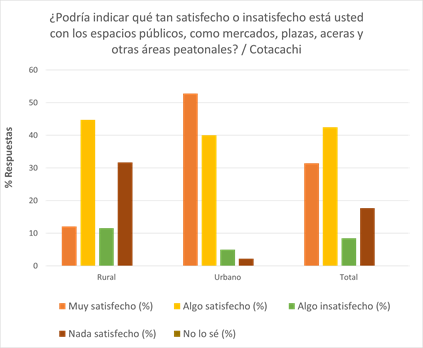 ¿Podría indicar qué tan satisfecho o insatisfecho está usted
con los espacios públicos, como mercados, plazas, aceras y
otras áreas peatonales? / Cotacachi
60
50
40
30
20
10
0
% Respuestas
Rural Urbano Total
Muy satisfecho (%) Algo satisfecho (%) Algo insatisfecho (%)
Nada satisfecho (%) No lo sé (%)